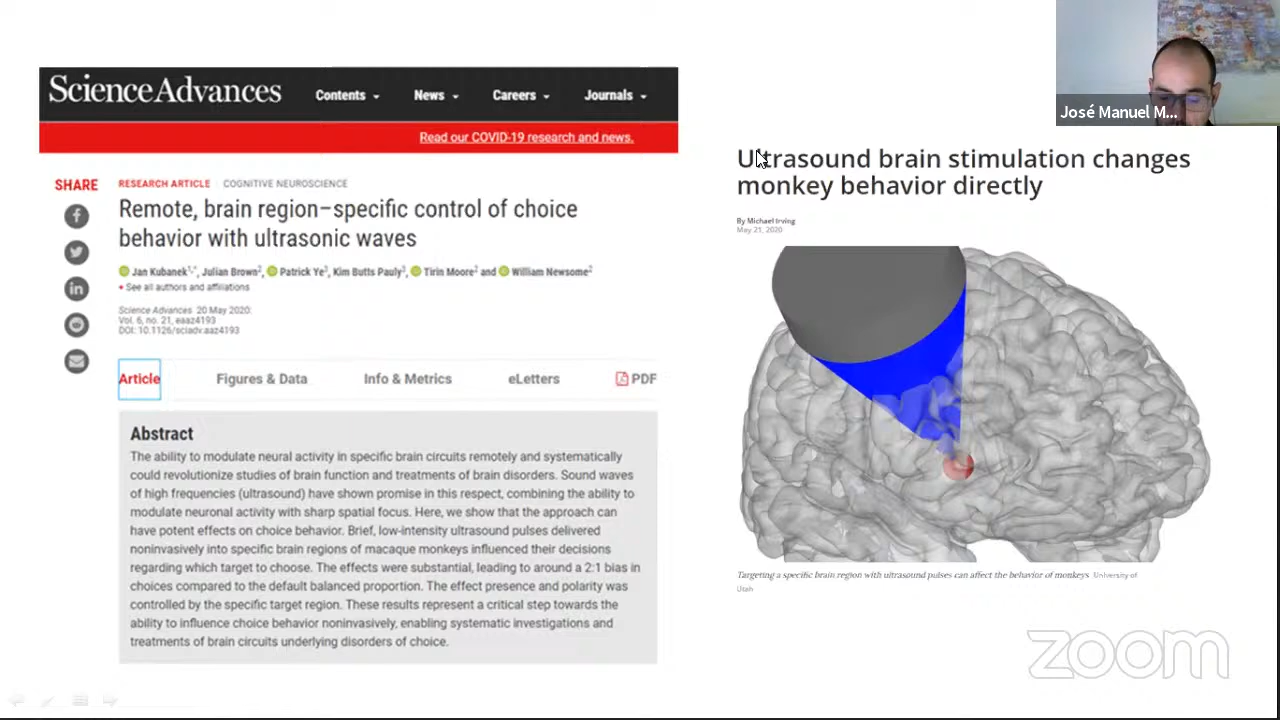 José Manuel M...
ScienceAdvances
Contents
News
Careers
Journals
Read our COVID-19 research and news.
SHARE
RESEARCH ARTICLE
COGNITIVE NEUROSCIENCE
Remote, brain region–specific control of choice
behavior with ultrasonic waves
Jan Kubanek1,*, Julian Brown2, Patrick Ye3, Kim Butts Pauly3, Tirin Moore2 and William Newsome2
• See all authors and affiliations
Science Advances 20 May 2020:
Vol. 6, no. 21, eaaz4193
DOI: 10.1126/sciadv.aaz4193
Article
Figures & Data
Info & Metrics
eLetters
PDF
Abstract
The ability to modulate neural activity in specific brain circuits remotely and systematically
could revolutionize studies of brain function and treatments of brain disorders. Sound waves
of high frequencies (ultrasound) have shown promise in this respect, combining the ability to
modulate neuronal activity with sharp spatial focus. Here, we show that the approach can
have potent effects on choice behavior. Brief, low-intensity ultrasound pulses delivered
noninvasively into specific brain regions of macaque monkeys influenced their decisions
regarding which target to choose. The effects were substantial, leading to around a 2:1 bias in
choices compared to the default balanced proportion. The effect presence and polarity was
controlled by the specific target region. These results represent a critical step towards the
ability to influence choice behavior noninvasively, enabling systematic investigations and
treatments of brain circuits underlying disorders of choice.
Ultrasound brain stimulation changes
monkey behavior directly
By Michael Irving
May 21, 2020
Targeting a specific brain region with ultrasound pulses can affect the behavior of monkeys University of
Utah
zoom